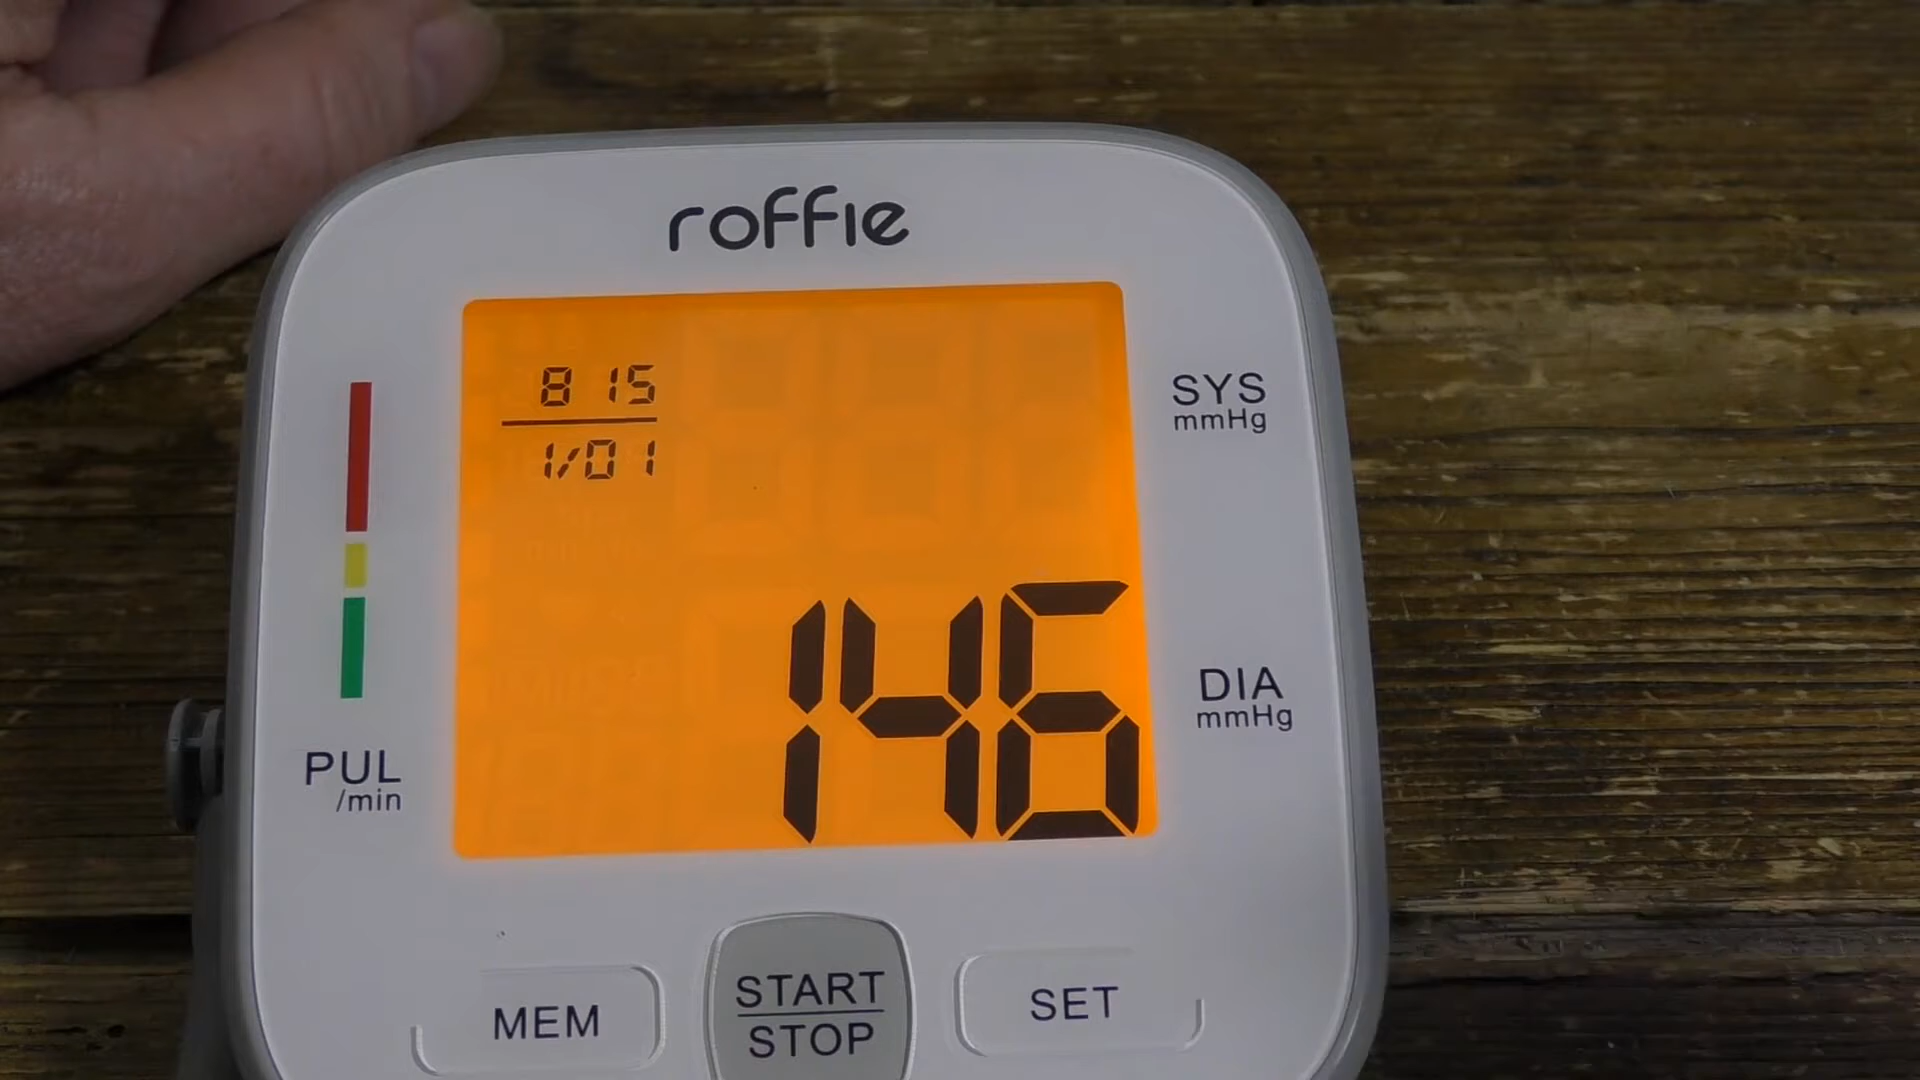 roffie
8 15
1/01
SYS
mmHg
146
DIA
mmHg
PUL
/min
MEM
START
STOP
SET